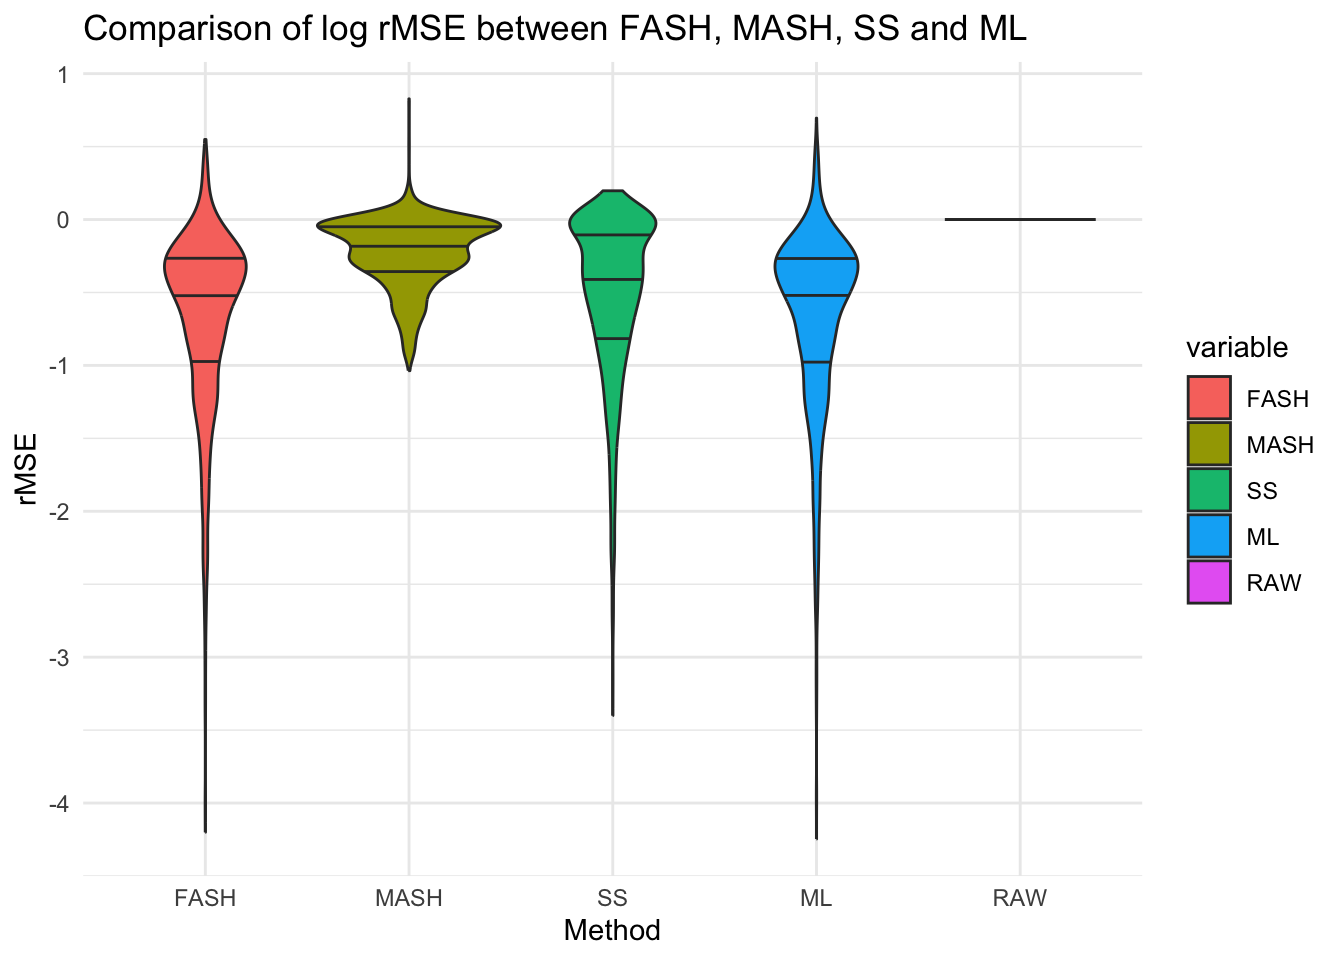 Comparison of log rMSE between FASH, MASH, SS and ML
1
0
-1
-2
-3
-4
rMSE
FASH
MASH
SS
ML
RAW
Method
variable
FASH
MASH
SS
ML
RAW